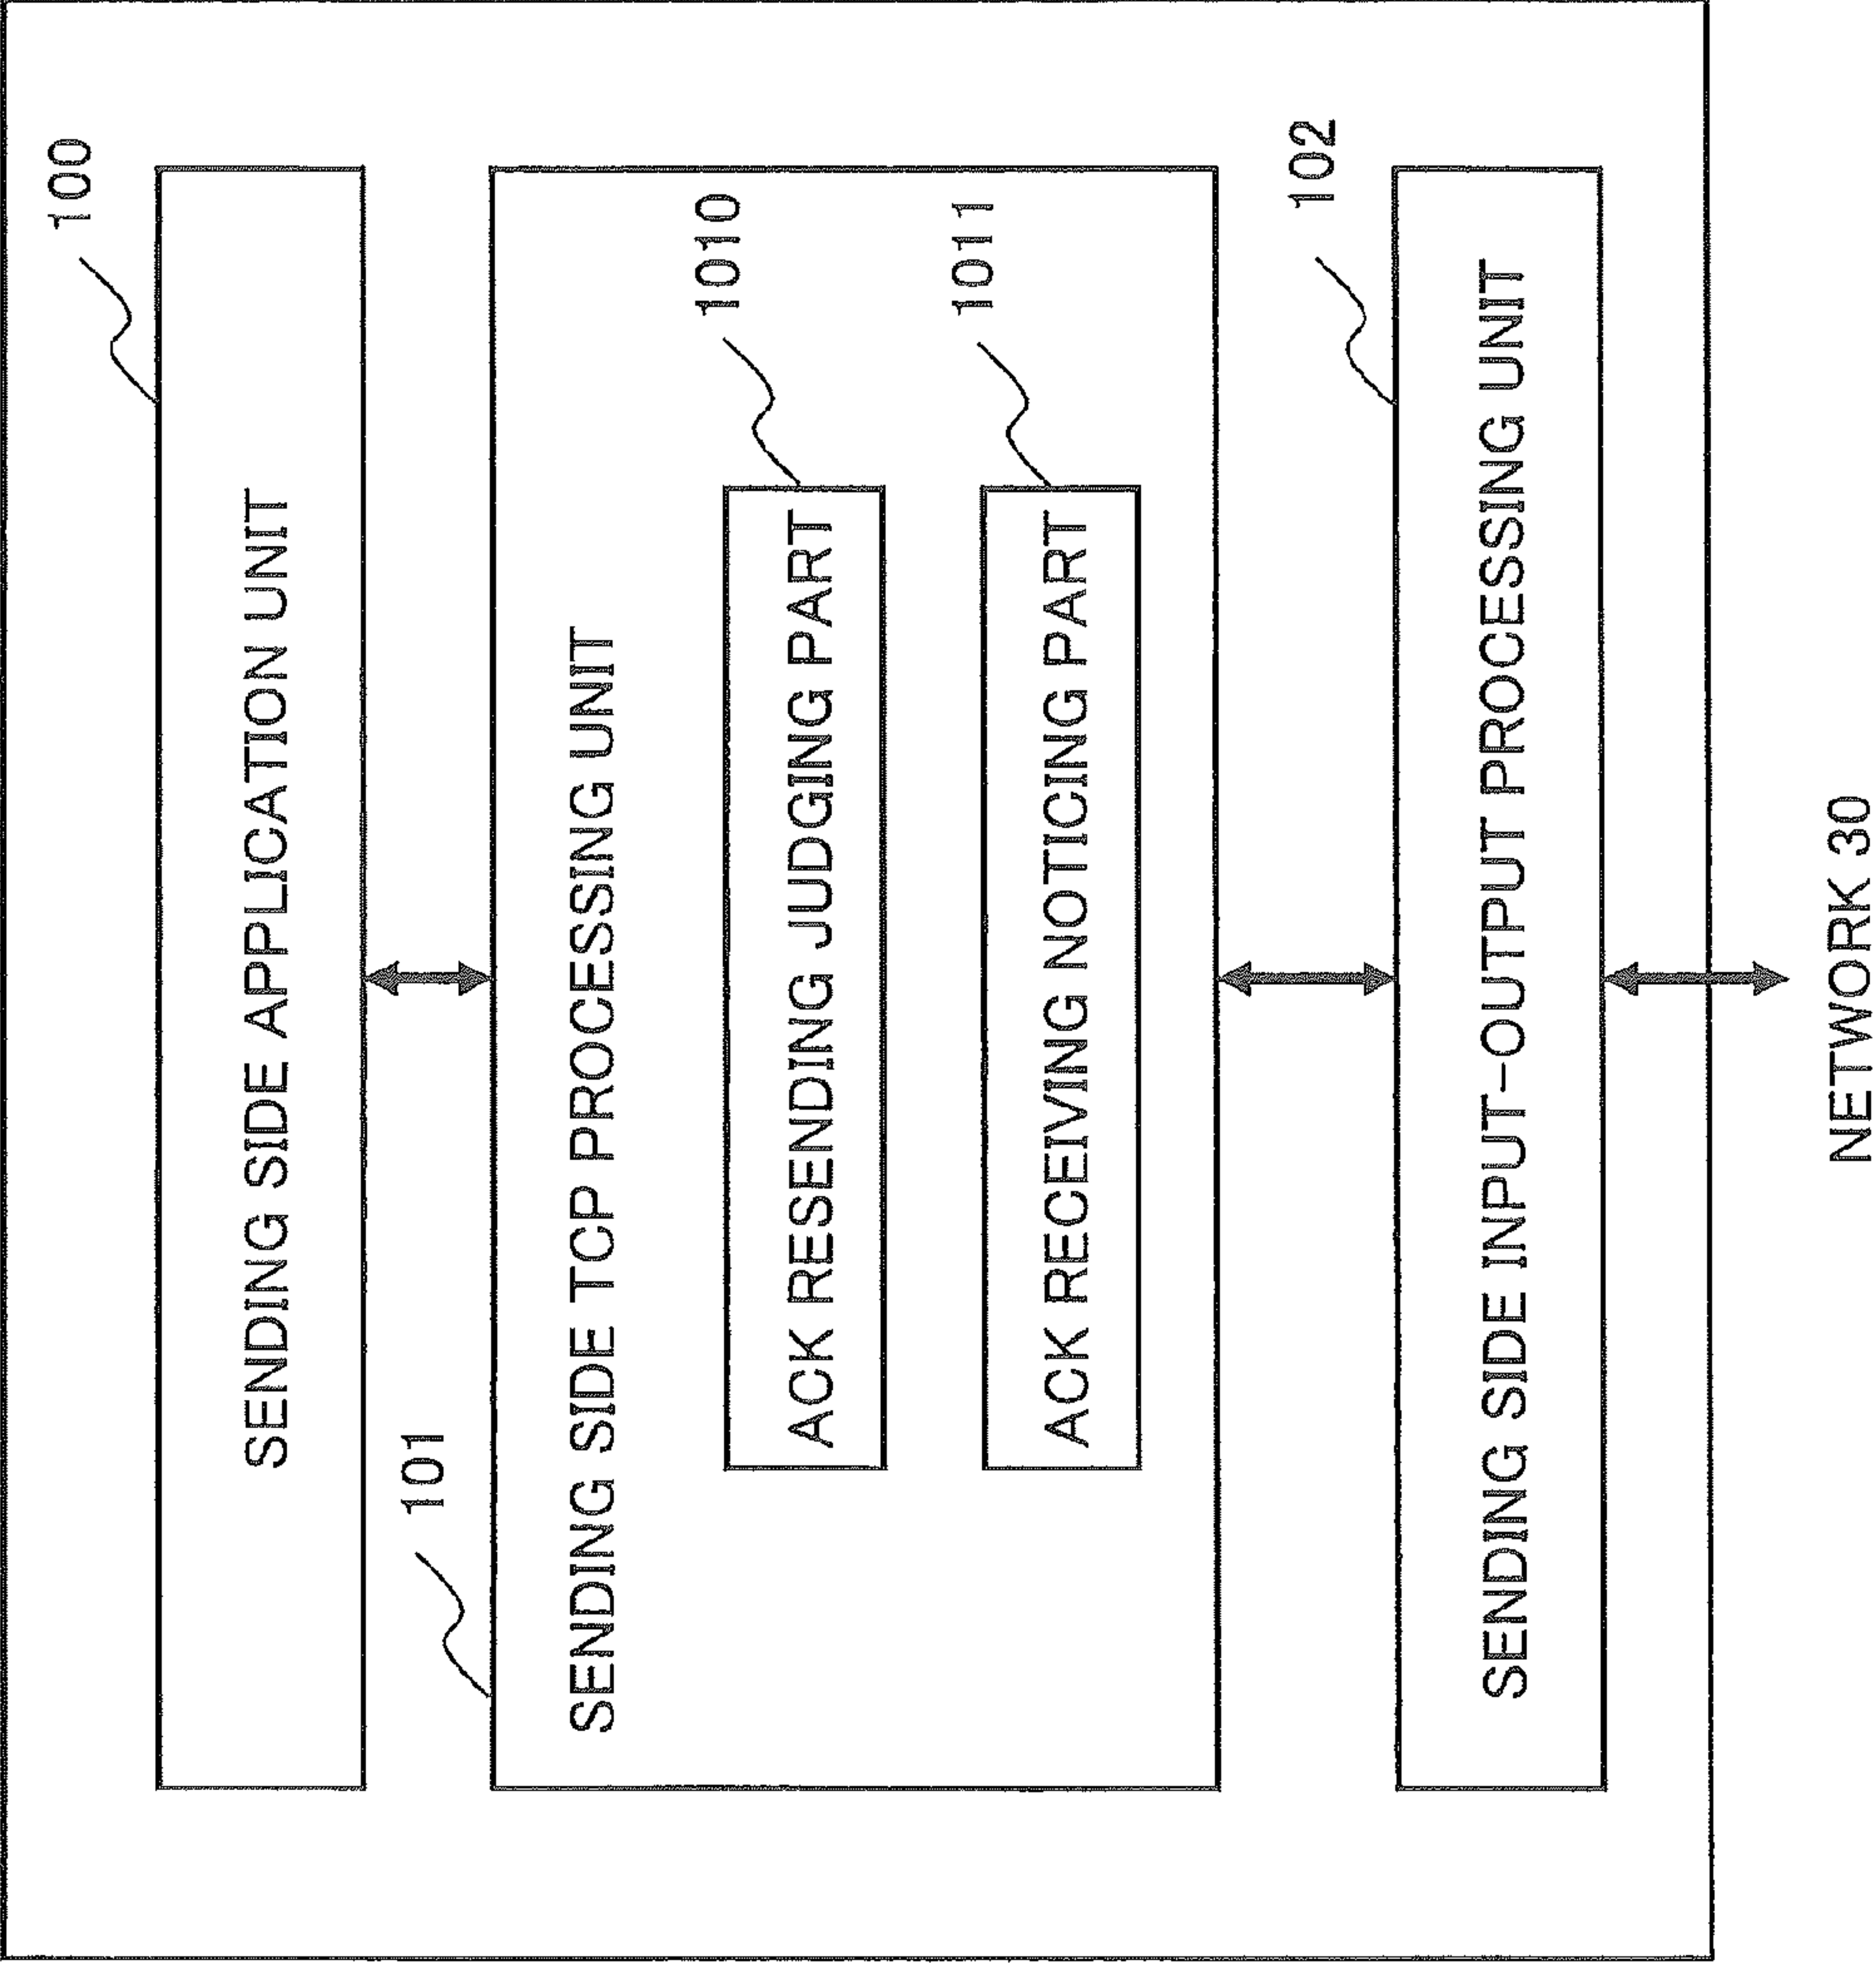 100
SENDING SIDE APPLICATION UNIT
101
SENDING SIDE TCP PROCESSING UNIT
1010
ACK RESENDING JUDGING PART
1011
ACK RECEIVING NOTICING PART
102
SENDING SIDE INPUT-OUTPUT PROCESSING UNIT
NETWORK 30